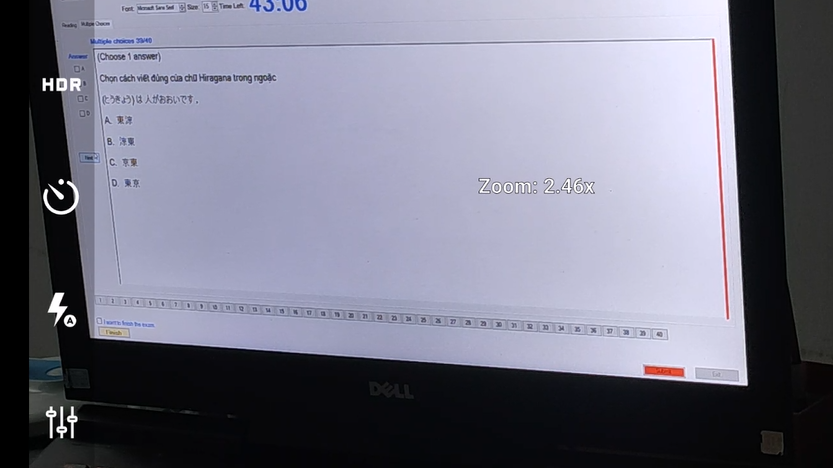 Font: Microsoft Sans Serif Size: 15 Time Left: 43:06
Reading Multiple Choices
Multiple choices 39/40
Answer
(Choose 1 answer)
A
B
C
D
Next
Chọn cách viết đúng của chữ Hiragana trong ngoặc
(とうきょう)は 人がおおいです。
A. 東涼
B. 涼東
C. 京東
D. 東京
HDR
Zoom: 2.46x
A
1 2 3 4 5 6 7 8 9 10 11 12 13 14 15 16 17 18 19 20 21 22 23 24 25 26 27 28 29 30 31 32 33 34 35 36 37 38 39 40
I want to finish the exam.
Finish
Submit
Exit
DELL